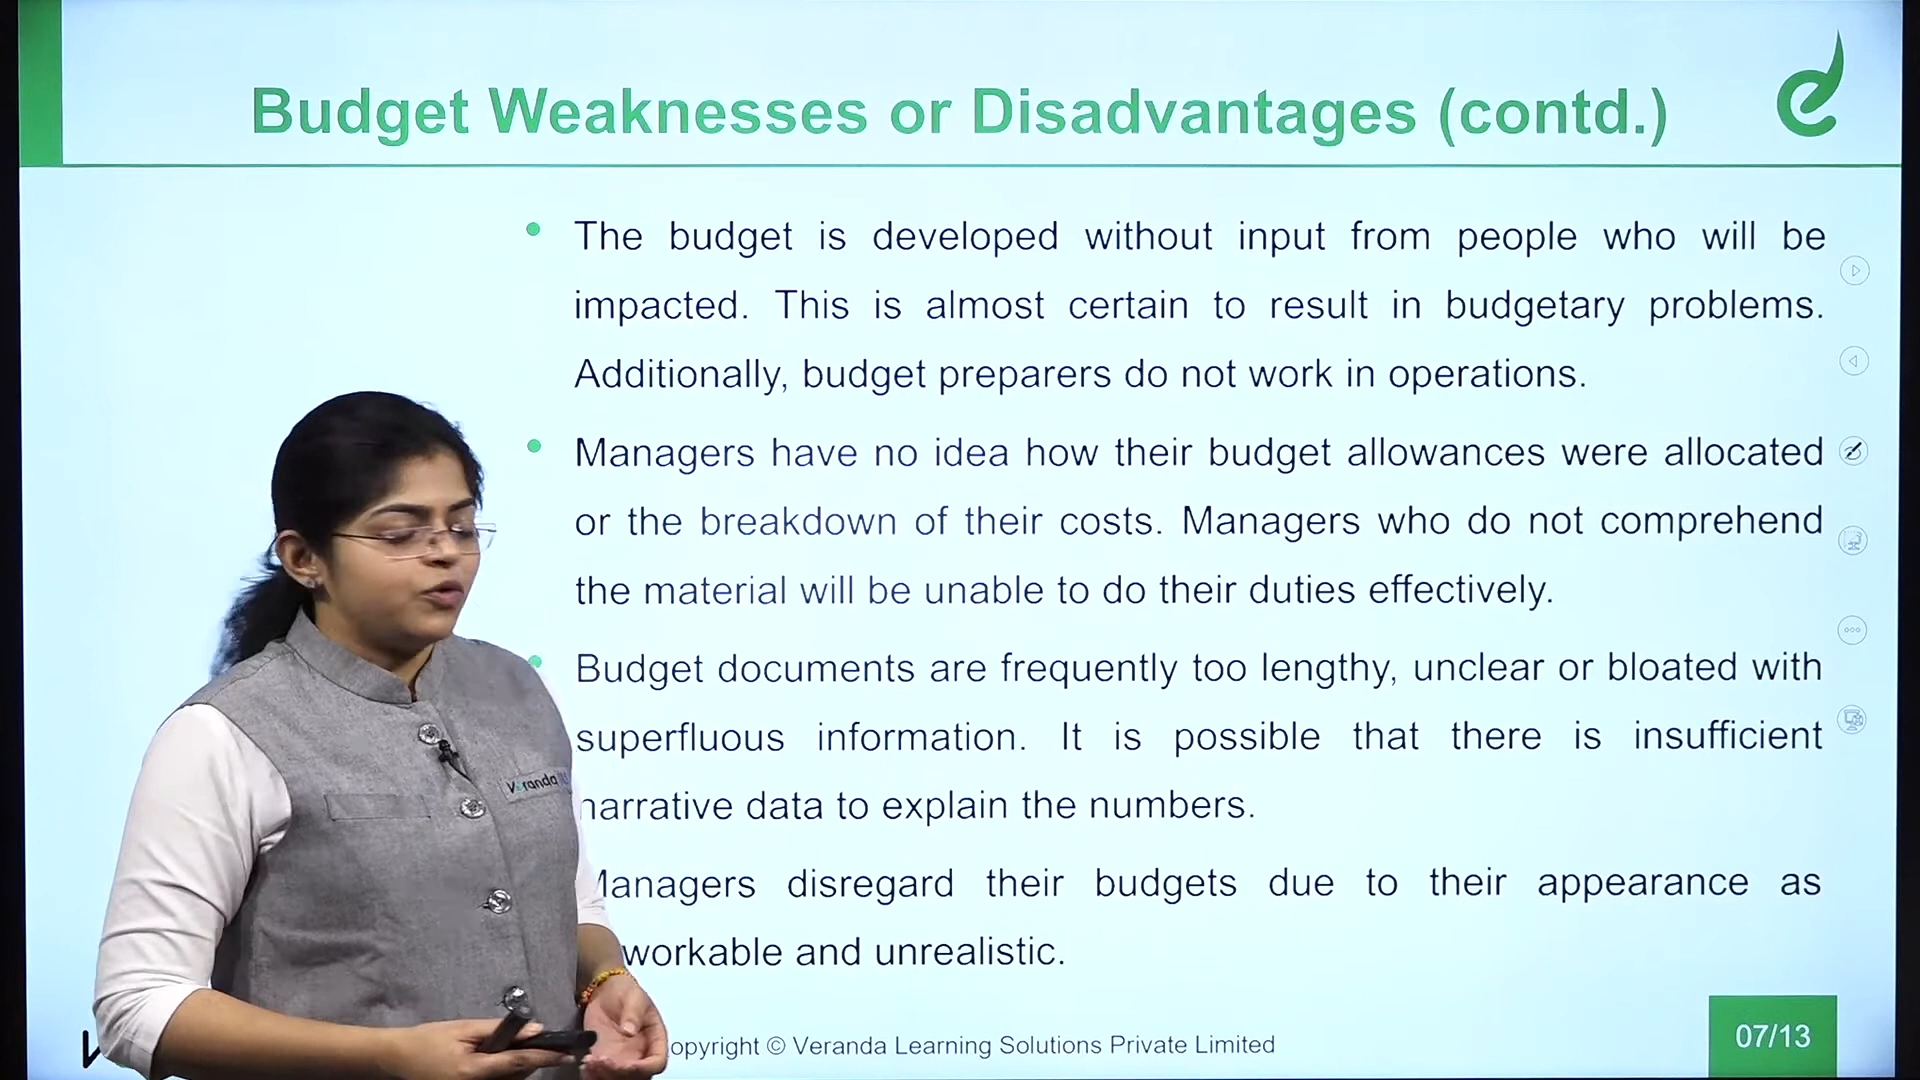 Budget Weaknesses or Disadvantages (contd.)
The budget is developed without input from people who will be
impacted. This is almost certain to result in budgetary problems.
Additionally, budget preparers do not work in operations.
Managers have no idea how their budget allowances were allocated
or the breakdown of their costs. Managers who do not comprehend
the material will be unable to do their duties effectively.
Budget documents are frequently too lengthy, unclear or bloated with
superfluous information. It is possible that there is insufficient
narrative data to explain the numbers.
Managers disregard their budgets due to their appearance as
workable and unrealistic.
Veranda
opyright © Veranda Learning Solutions Private Limited
07/13